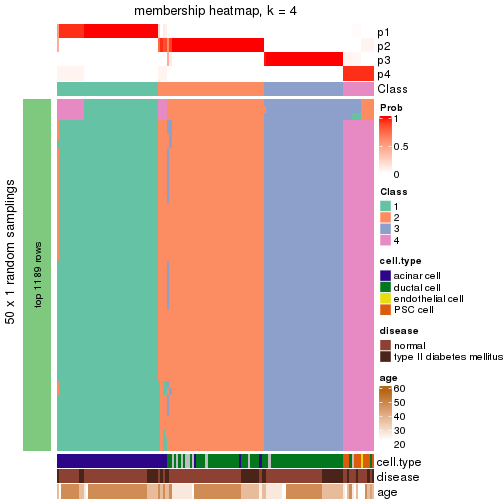 membership heatmap, k = 4
p1
p2
p3
p4
Class
50 x 1 random samplings
top 1189 rows
cell.type
disease
age
Prob
1
0.5
0
Class
1
2
3
4
cell.type
acinar cell
ductal cell
endothelial cell
PSC cell
disease
normal
type II diabetes mellitus
age
60
50
40
30
20